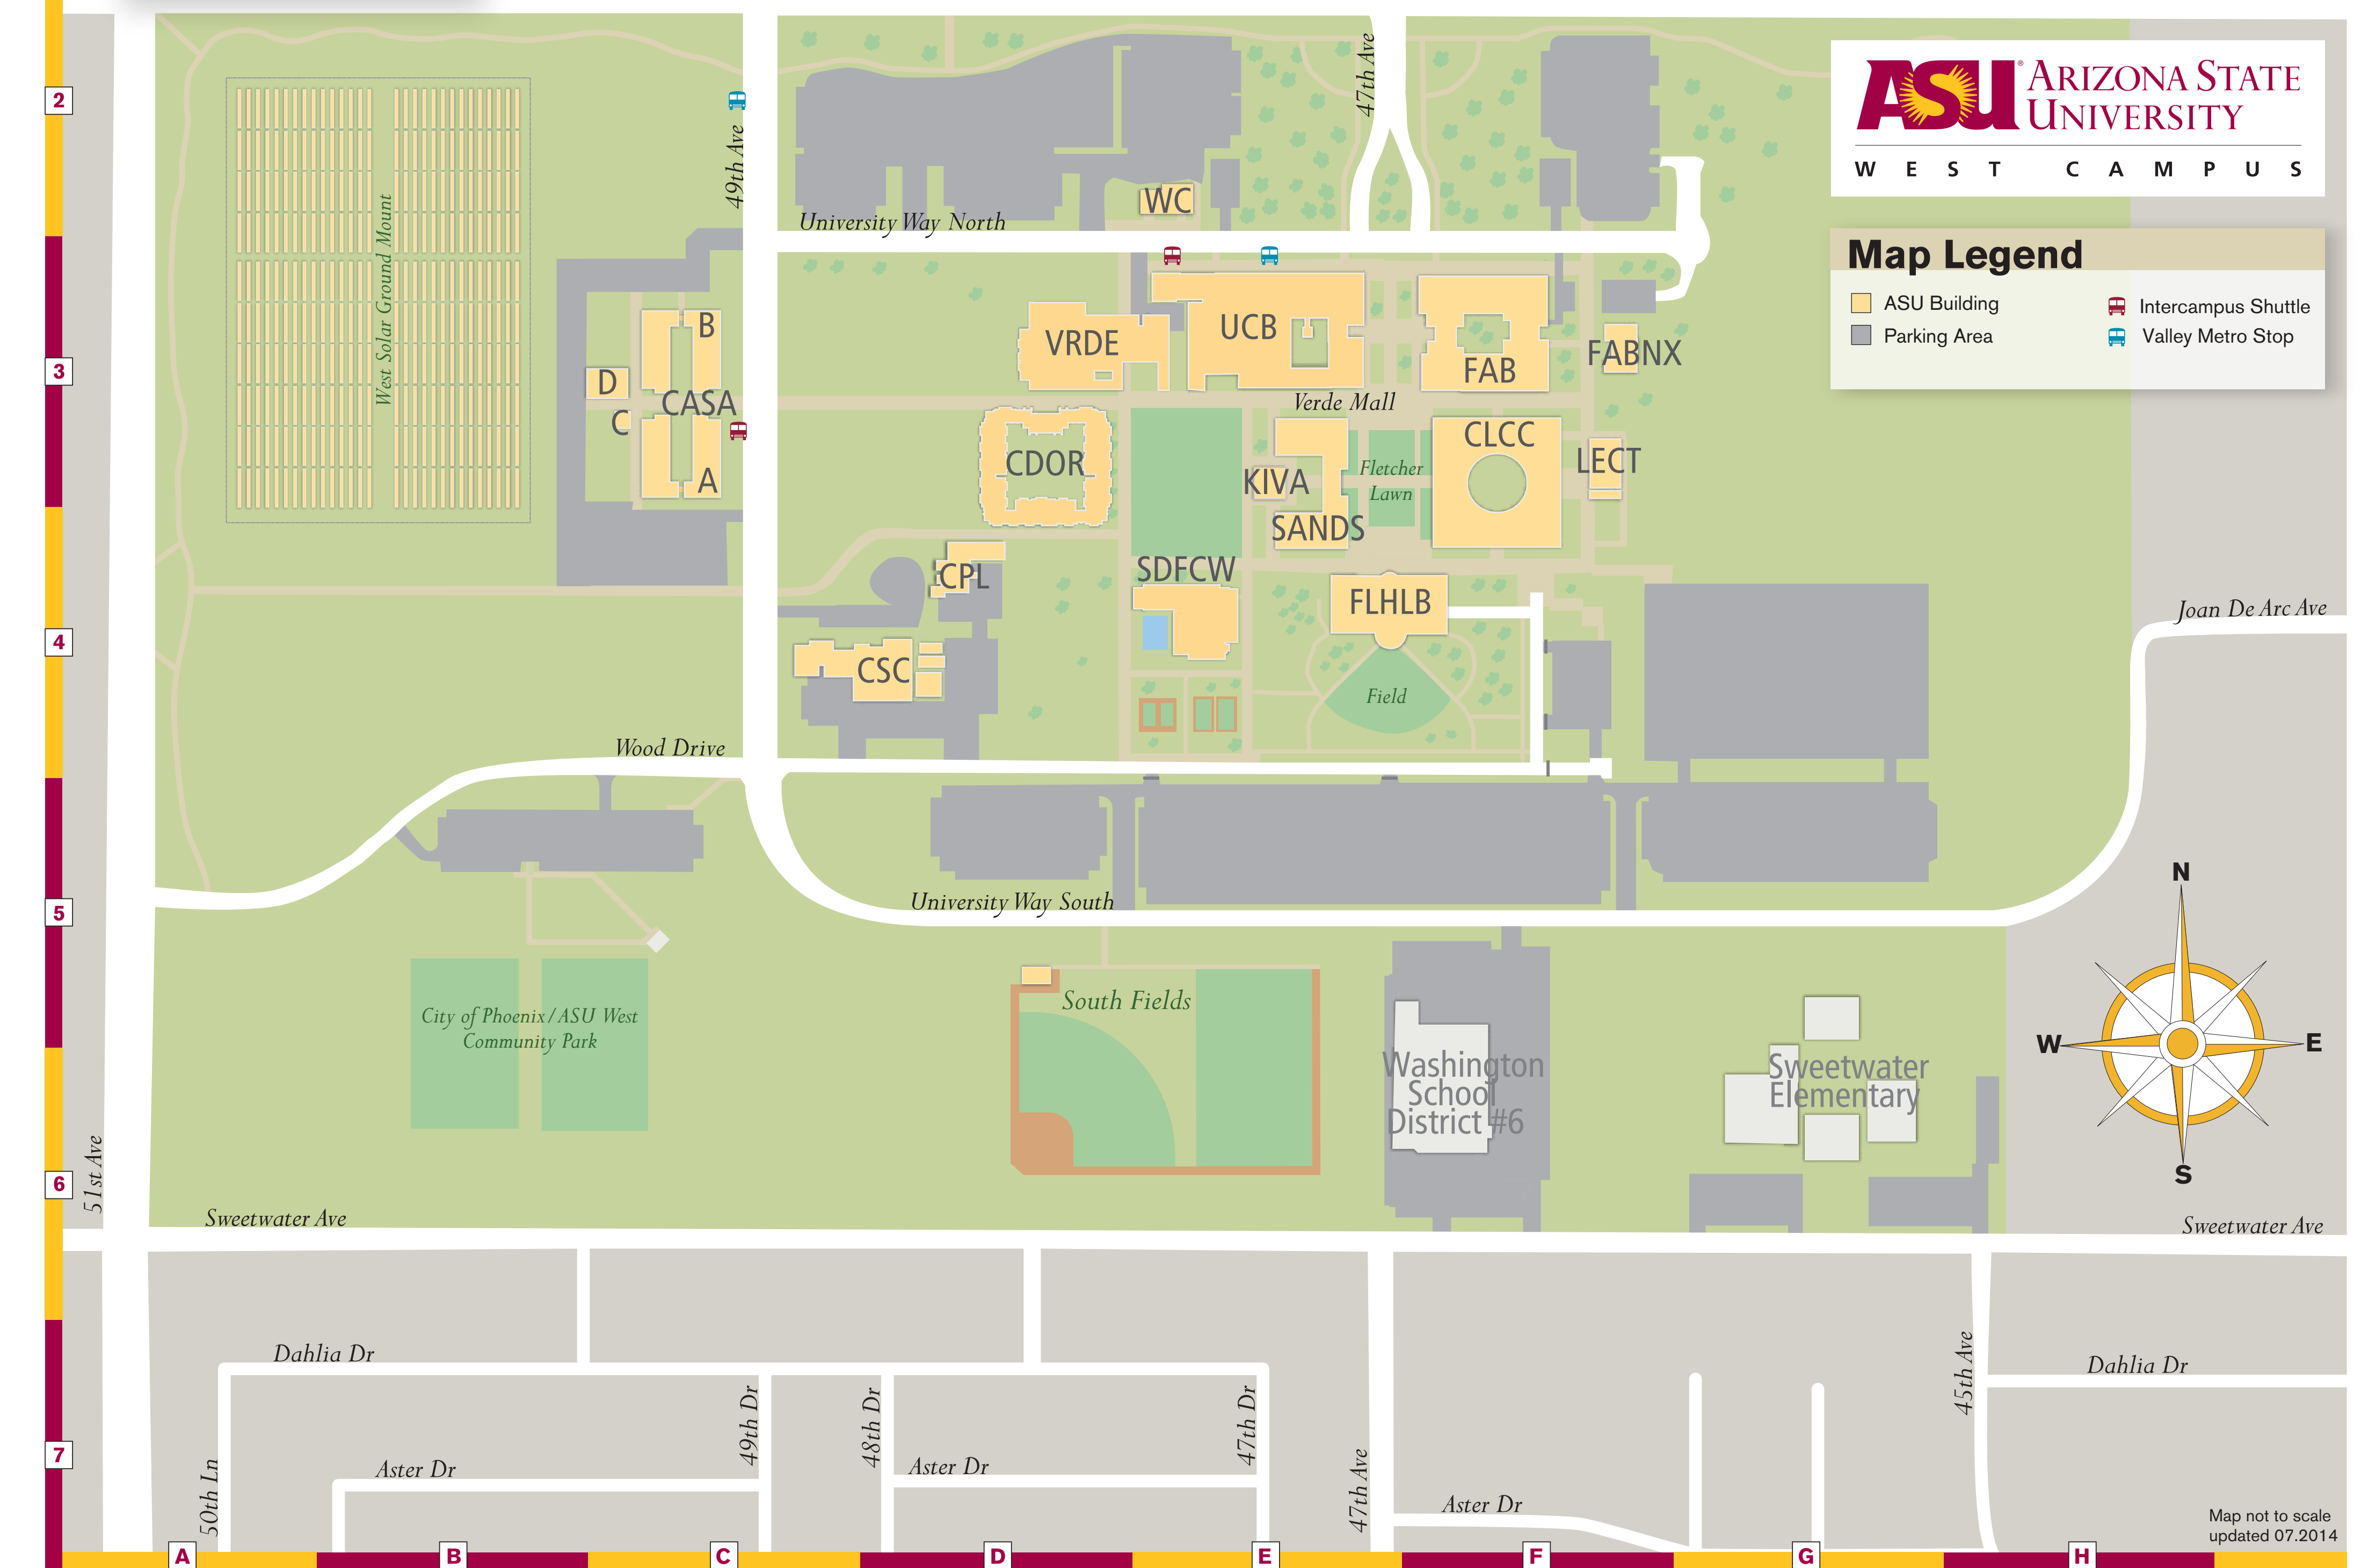 2
3
4
5
6
7
A
B
C
D
E
F
G
H
ASU® ARIZONA STATE
UNIVERSITY
WEST CAMPUS
Map Legend
ASU Building
Parking Area
Intercampus Shuttle
Valley Metro Stop
49th Ave
47th Ave
West Solar Ground Mount
University Way North
WC
B
D
C
CASA
A
VRDE
UCB
FAB
FABNX
Verde Mall
CDOR
KIVA
SANDS
Fletcher
Lawn
CLCC
LECT
CPL
SDFCW
FLHLB
CSC
Field
Joan De Arc Ave
Wood Drive
University Way South
City of Phoenix/ASU West
Community Park
South Fields
Washington
School
District #6
Sweetwater
Elementary
N
W
E
S
51st Ave
Sweetwater Ave
Sweetwater Ave
Dahlia Dr
Dahlia Dr
50th Ln
Aster Dr
49th Dr
48th Dr
Aster Dr
47th Dr
47th Ave
Aster Dr
45th Ave
Map not to scale
updated 07.2014